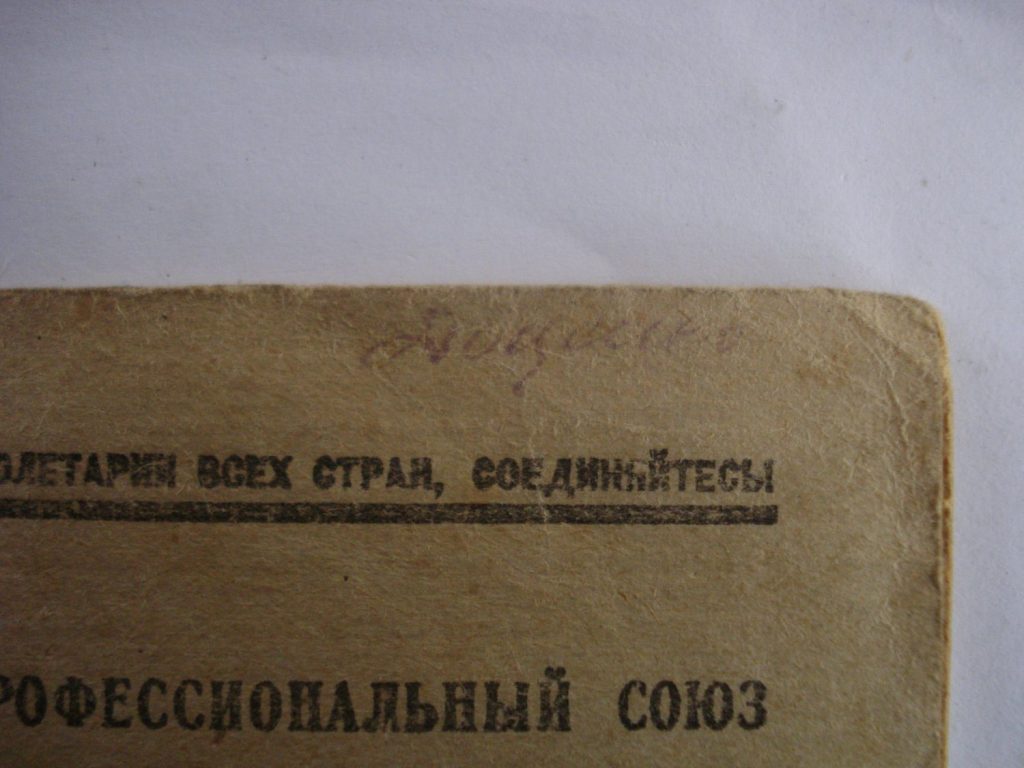 ОЛЕТАРИИ ВСЕХ СТРАН, СОЕДИНЯЙТЕСЬ!
РОФЕССИОНАЛЬНЫЙ СОЮЗ